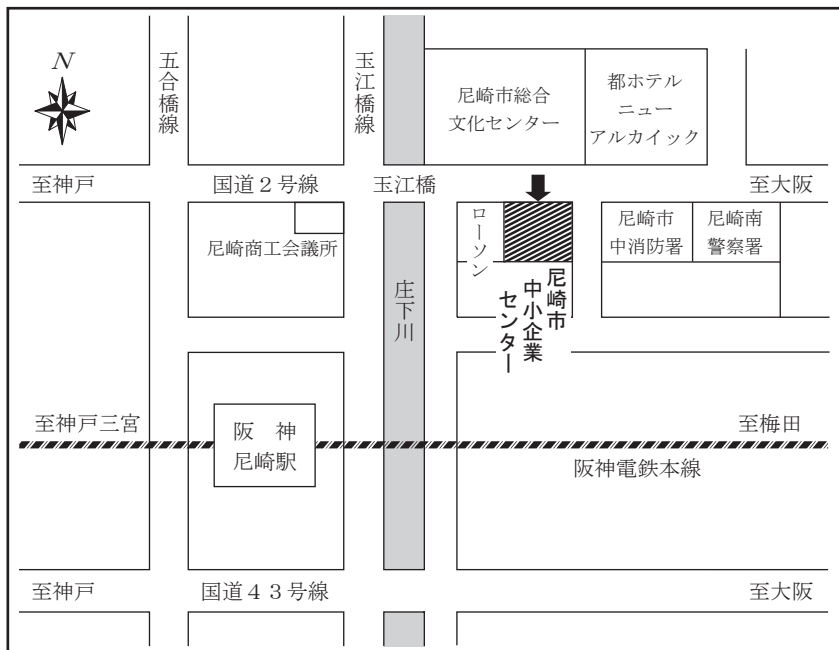 N
五合橋線
玉江橋線
尼崎市総合
文化センター
都ホテル
ニュー
アルカイック
至神戸
国道２号線
玉江橋
至大阪
尼崎商工会議所
ローソン
尼崎市
中消防署
尼崎南
警察署
庄下川
尼崎市
中小企業
センター
至神戸三宮
阪神
尼崎駅
至梅田
阪神電鉄本線
至神戸
国道４３号線
至大阪